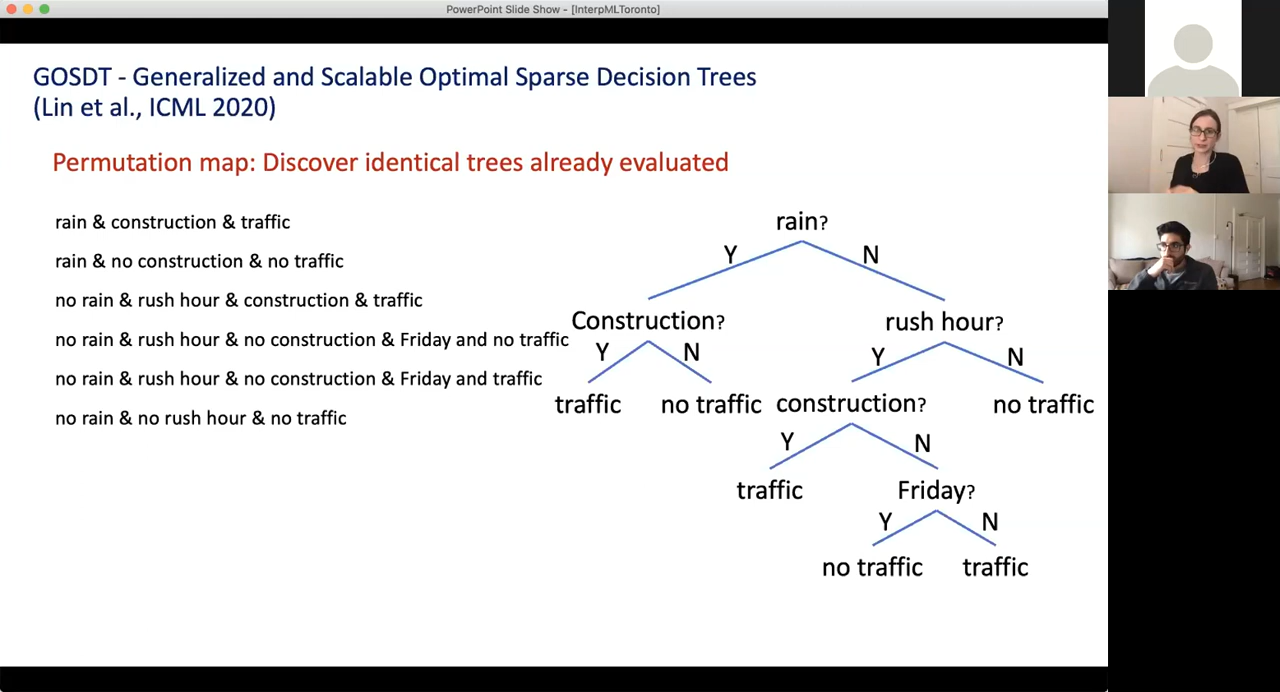 PowerPoint Slide Show - [InterpMLToronto]
GOSDT - Generalized and Scalable Optimal Sparse Decision Trees
(Lin et al., ICML 2020)
Permutation map: Discover identical trees already evaluated
rain & construction & traffic
rain & no construction & no traffic
no rain & rush hour & construction & traffic
no rain & rush hour & no construction & Friday and no traffic
no rain & rush hour & no construction & Friday and traffic
no rain & no rush hour & no traffic
rain?
Y N
Construction? rush hour?
Y N Y N
traffic no traffic construction? no traffic
Y N
traffic Friday?
Y N
no traffic traffic